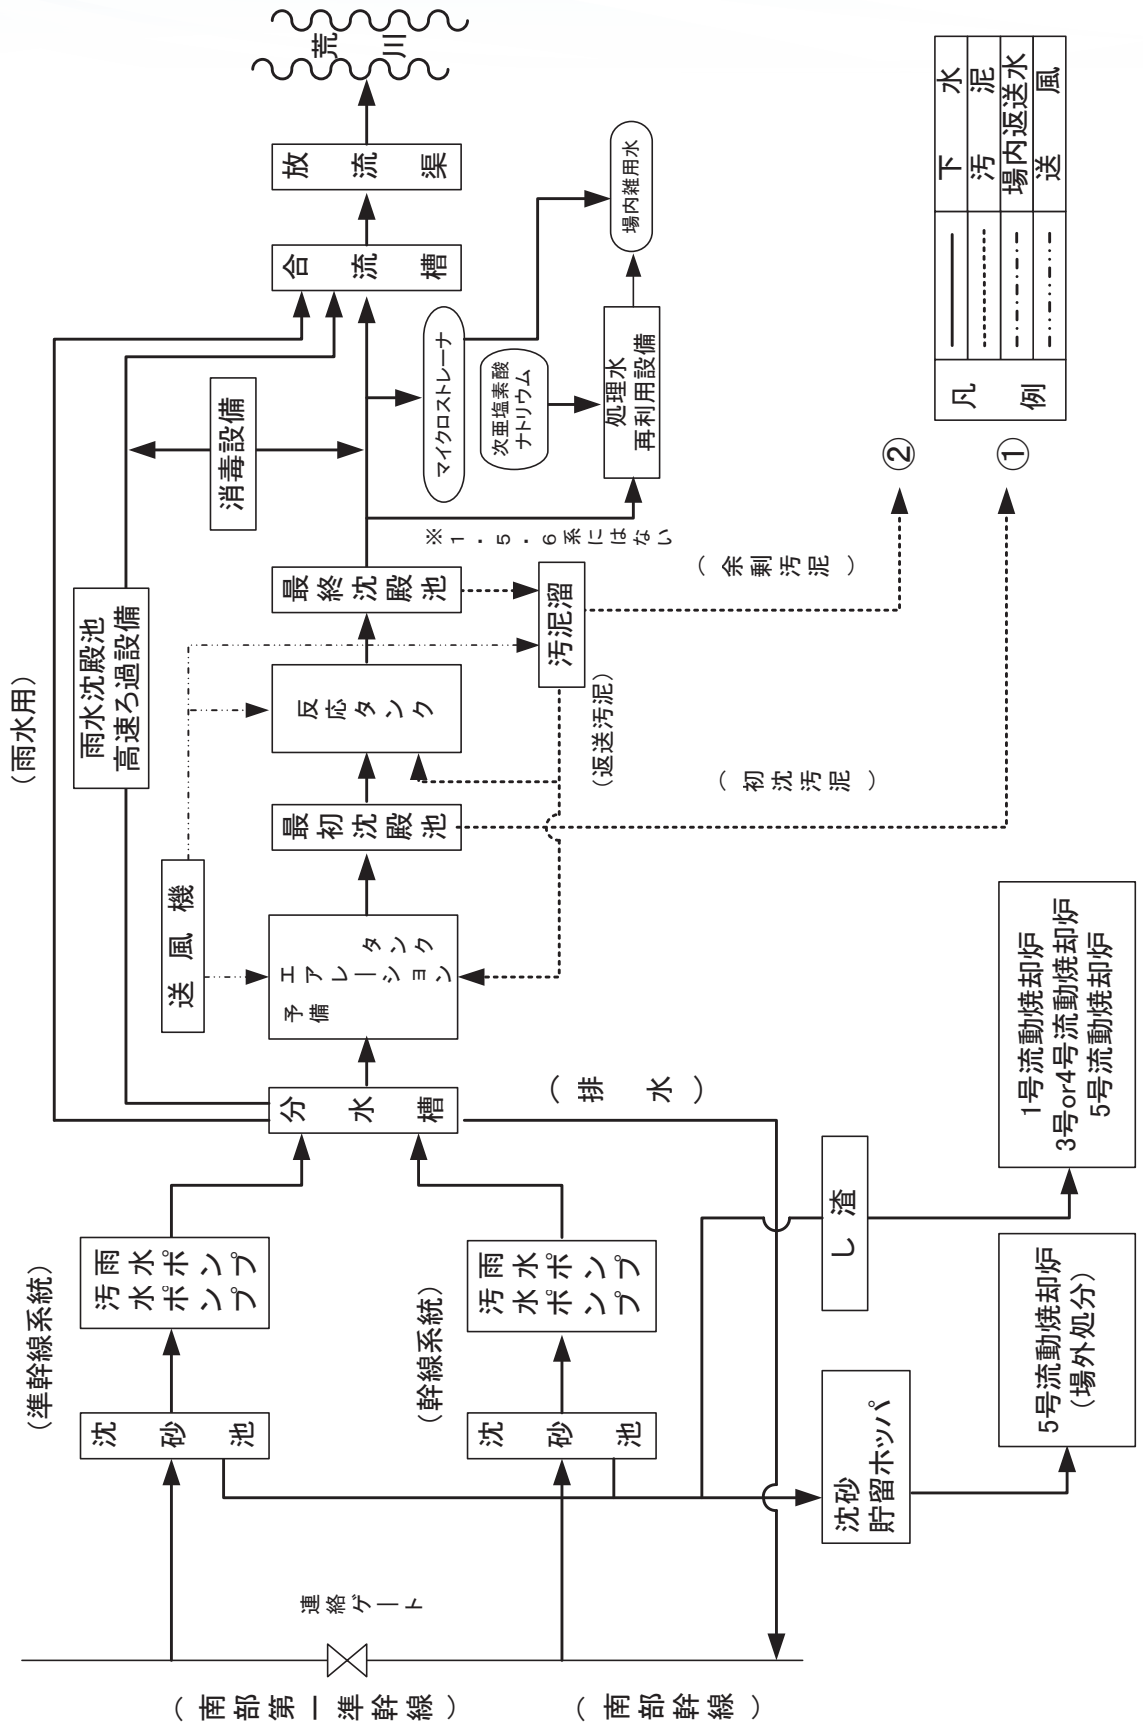 （南部第一準幹線）
（南部幹線）
連絡ゲート
（準幹線系統）
沈砂池
雨水ポンプ
汚水ポンプ
（幹線系統）
沈砂池
雨水ポンプ
汚水ポンプ
沈砂
貯留ホッパ
5号流動焼却炉
（場外処分）
し渣
1号流動焼却炉
3号or4号流動焼却炉
5号流動焼却炉
分水槽
（排水）
（雨水用）
雨水沈殿池
高速ろ過設備
送風機
予備
エアレーション
タンク
最初沈殿池
（初沈汚泥）
①
反応タンク
（返送汚泥）
最終沈殿池
汚泥溜
（余剰汚泥）
②
※1・5・6系にはない
消毒設備
マイクロストレーナ
次亜塩素酸
ナトリウム
処理水
再利用設備
場内雑用水
合流槽
放流渠
荒川
凡例
下水
汚泥
場内返送水
送風